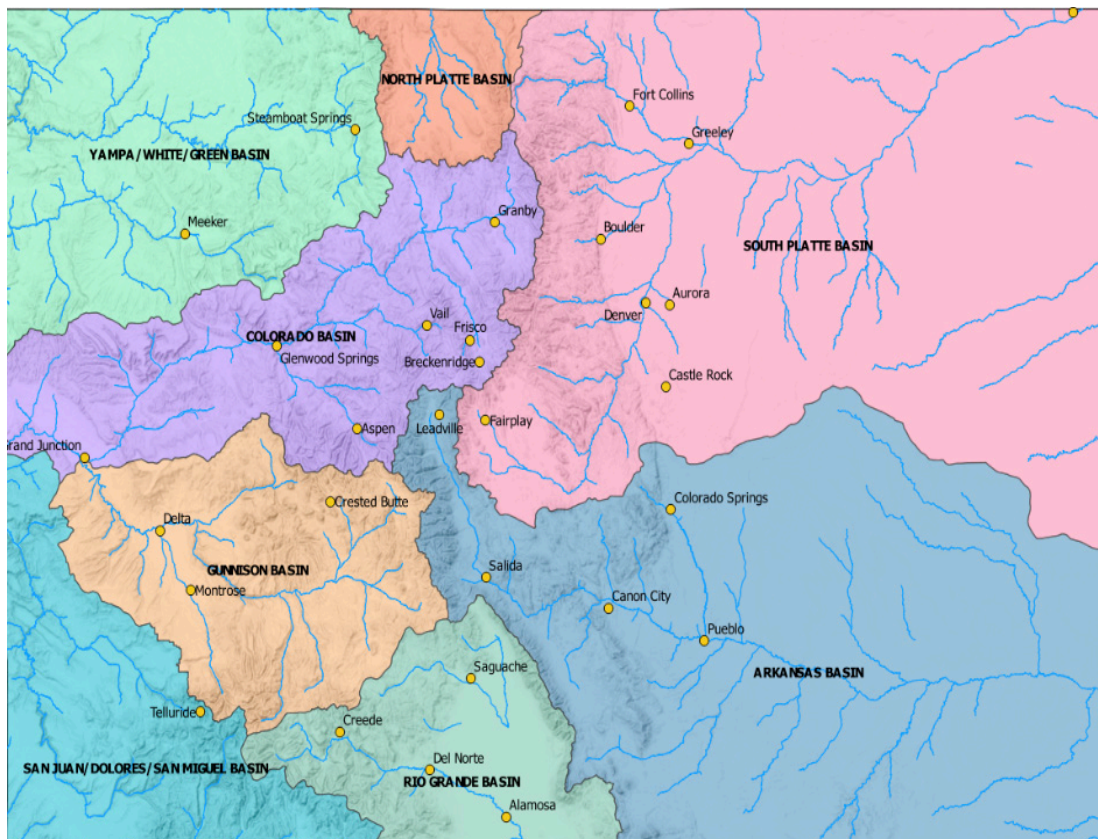 NORTH PLATTE BASIN
Fort Collins
Steamboat Springs
Greeley
YAMPA/WHITE/GREEN BASIN
Meeker
Granby
Boulder
SOUTH PLATTE BASIN
Aurora
Denver
Vail
Frisco
COLORADO BASIN
Glenwood Springs
Breckenridge
Castle Rock
Leadville
Fairplay
Aspen
Grand Junction
Crested Butte
Colorado Springs
Delta
GUNNISON BASIN
Salida
Montrose
Canon City
Pueblo
Saguache
ARKANSAS BASIN
Telluride
Creede
SAN JUAN/DOLORES/SAN MIGUEL BASIN
Del Norte
RIO GRANDE BASIN
Alamosa